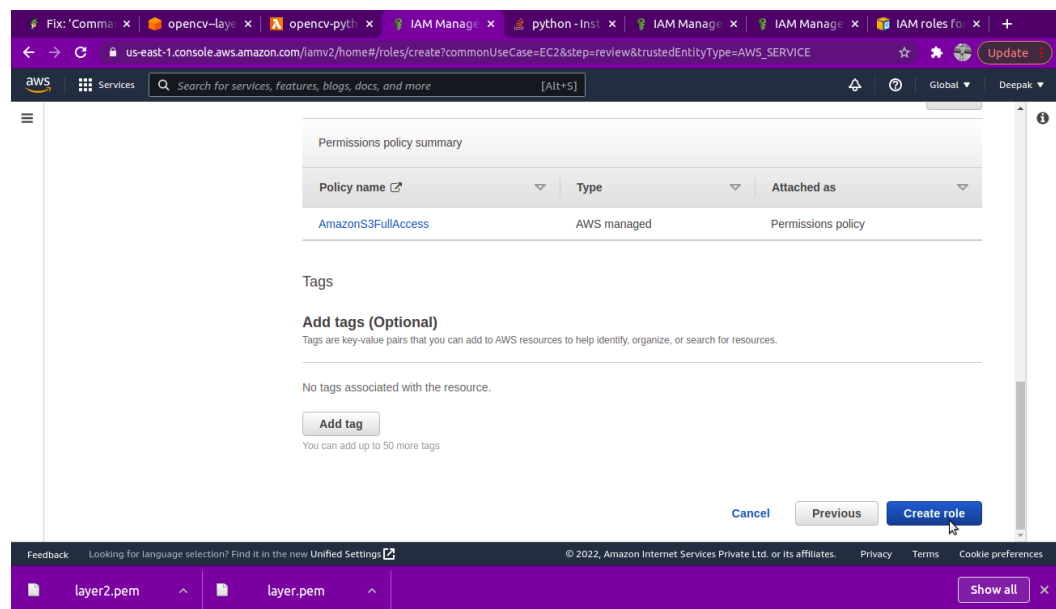 Fix: 'Comma
opencv–laye
opencv-pyth
IAM Manage
python - Inst
IAM Manage
IAM Manage
IAM roles for
us-east-1.console.aws.amazon.com/iamv2/home#/roles/create?commonUseCase=EC2&step=review&trustedEntityType=AWS_SERVICE
Update
aws
Services
Search for services, features, blogs, docs, and more
[Alt+S]
Global
Deepak
Permissions policy summary
Policy name
Type
Attached as
AmazonS3FullAccess
AWS managed
Permissions policy
Tags
Add tags (Optional)
Tags are key-value pairs that you can add to AWS resources to help identify, organize, or search for resources.
No tags associated with the resource.
Add tag
You can add up to 50 more tags
Cancel
Previous
Create role
Feedback
Looking for language selection? Find it in the new Unified Settings
© 2022, Amazon Internet Services Private Ltd. or its affiliates.
Privacy
Terms
Cookie preferences
layer2.pem
layer.pem
Show all